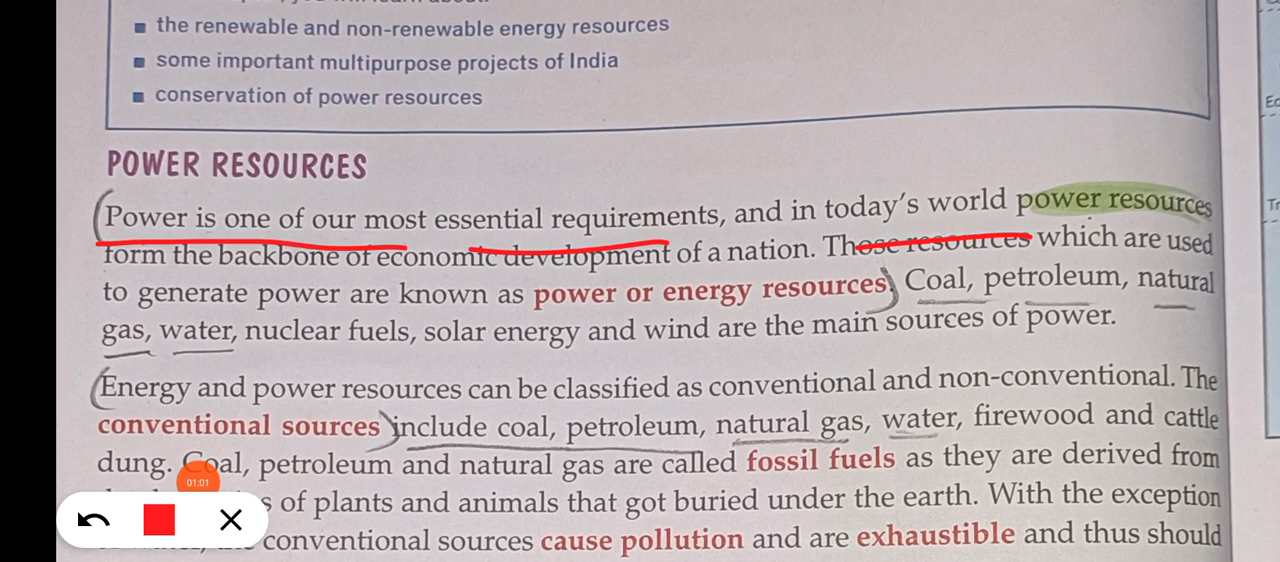 the renewable and non-renewable energy resources
some important multipurpose projects of India
conservation of power resources
POWER RESOURCES
Power is one of our most essential requirements, and in today's world power resources
form the backbone of economic development of a nation. Those resources which are used
to generate power are known as power or energy resources. Coal, petroleum, natural
gas, water, nuclear fuels, solar energy and wind are the main sources of power.
Energy and power resources can be classified as conventional and non-conventional. The
conventional sources include coal, petroleum, natural gas, water, firewood and cattle
dung. Coal, petroleum and natural gas are called fossil fuels as they are derived from
of plants and animals that got buried under the earth. With the exception
conventional sources cause pollution and are exhaustible and thus should
01:01